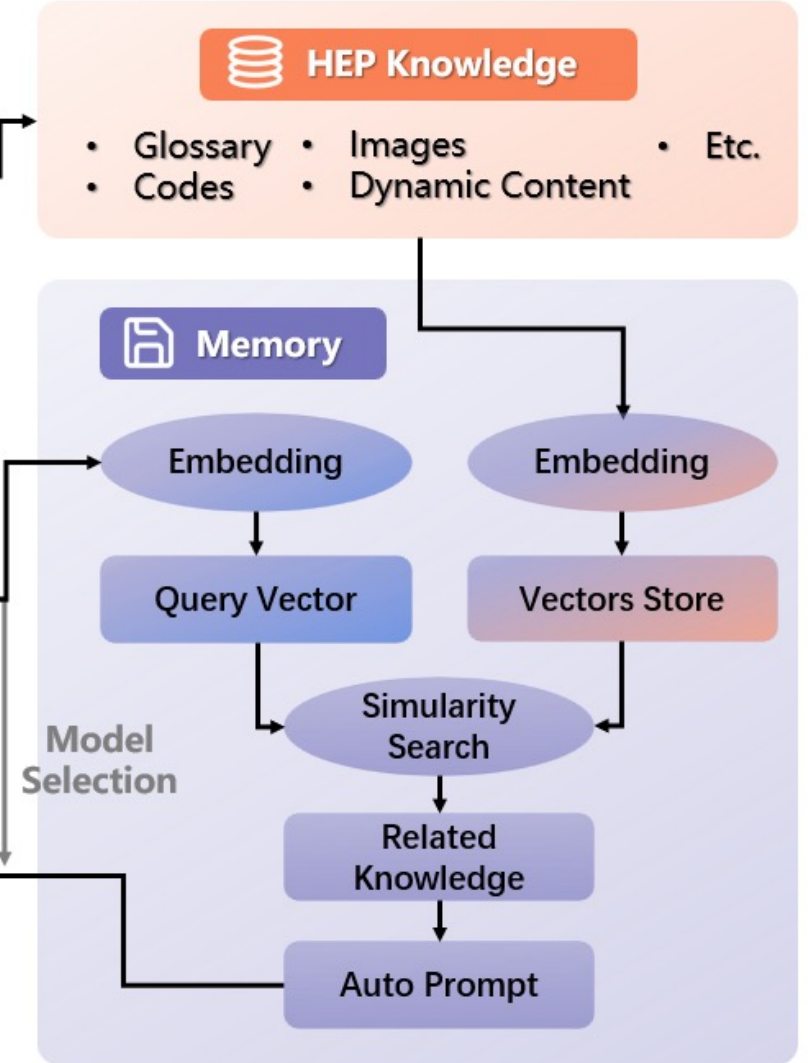 HEP Knowledge
• Glossary • Images • Etc.
• Codes • Dynamic Content
Memory
Embedding
Embedding
Query Vector
Vectors Store
Simularity
Search
Model
Selection
Related
Knowledge
Auto Prompt